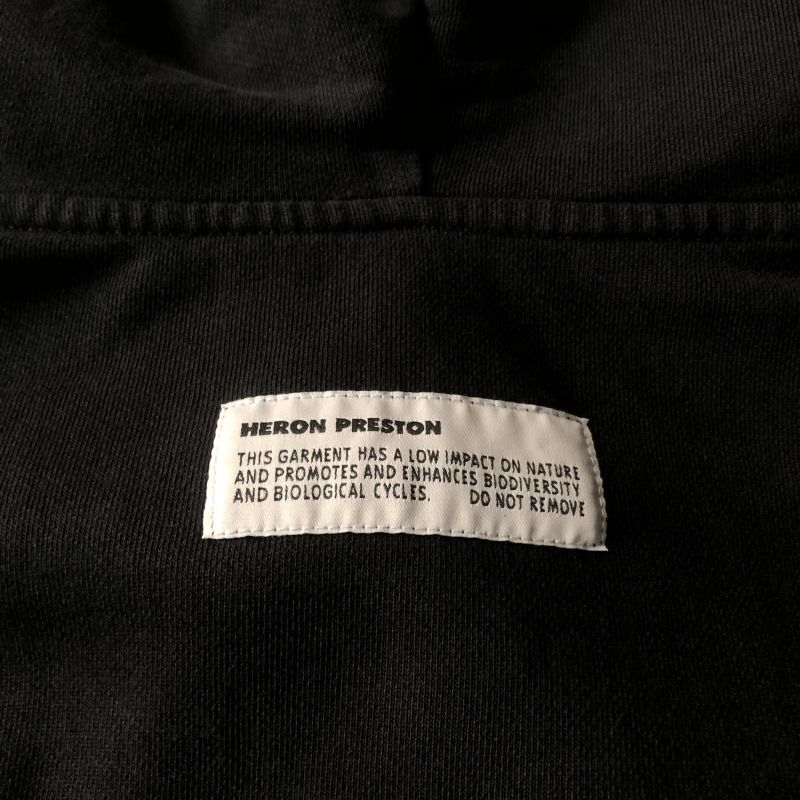 HERON PRESTON
THIS GARMENT HAS A LOW IMPACT ON NATURE
AND PROMOTES AND ENHANCES BIODIVERSITY
AND BIOLOGICAL CYCLES. DO NOT REMOVE